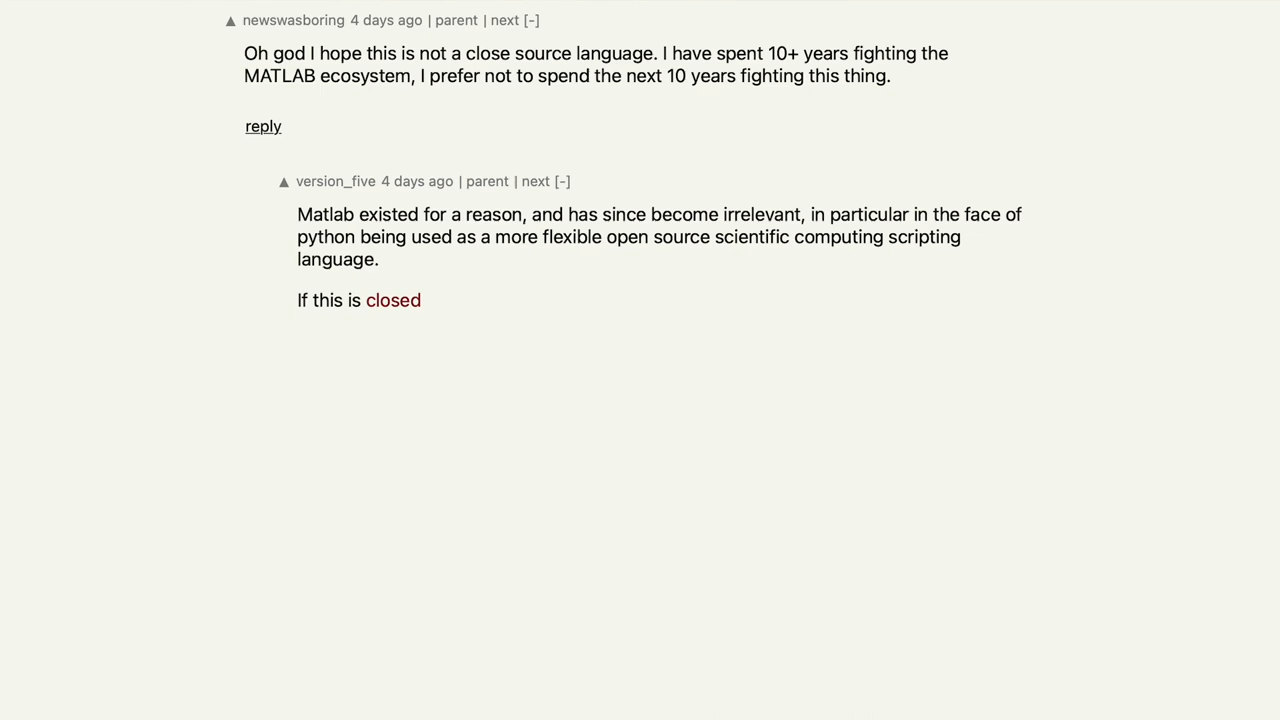 ▲ newswasboring 4 days ago | parent | next [-]
Oh god I hope this is not a close source language. I have spent 10+ years fighting the
MATLAB ecosystem, I prefer not to spend the next 10 years fighting this thing.
reply
▲ version_five 4 days ago | parent | next [-]
Matlab existed for a reason, and has since become irrelevant, in particular in the face of
python being used as a more flexible open source scientific computing scripting
language.
If this is closed